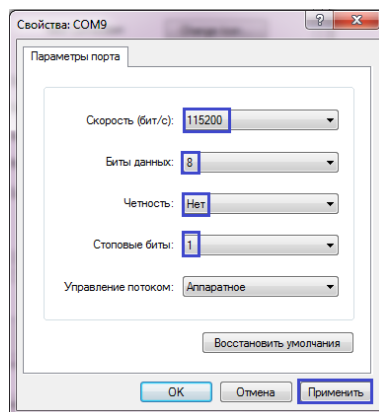 Свойства: COM9
Параметры порта
Скорость (бит/с): 115200
Биты данных: 8
Четность: Нет
Стоповые биты: 1
Управление потоком: Аппаратное
Восстановить умолчания
OK Отмена Применить